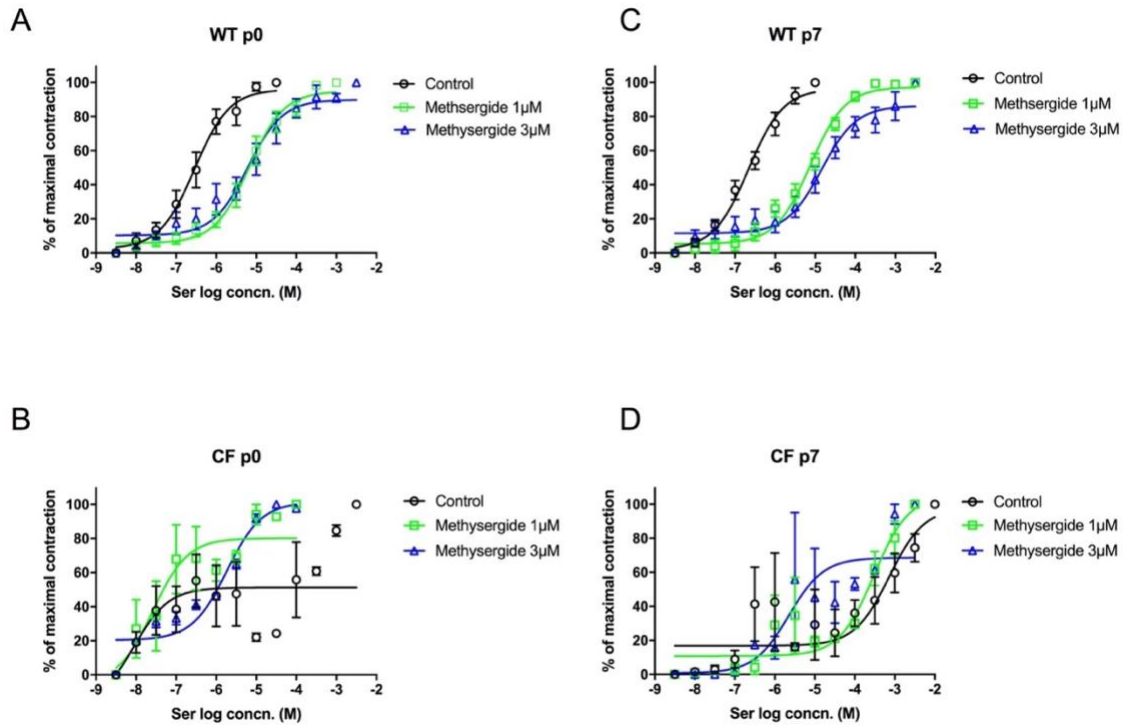 A
WT p0
% of maximal contraction
100
80
60
40
20
0
-9 -8 -7 -6 -5 -4 -3 -2
Ser log concn. (M)
Control
Methsergide 1µM
Methysergide 3µM
C
WT p7
% of maximal contraction
100
80
60
40
20
0
-9 -8 -7 -6 -5 -4 -3 -2
Ser log concn. (M)
Control
Methsergide 1µM
Methysergide 3µM
B
CF p0
% of maximal contraction
100
80
60
40
20
0
-9 -8 -7 -6 -5 -4 -3 -2
Ser log concn. (M)
Control
Methysergide 1µM
Methysergide 3µM
D
CF p7
% of maximal contraction
100
80
60
40
20
0
-9 -8 -7 -6 -5 -4 -3 -2
Ser log concn. (M)
Control
Methysergide 1µM
Methysergide 3µM